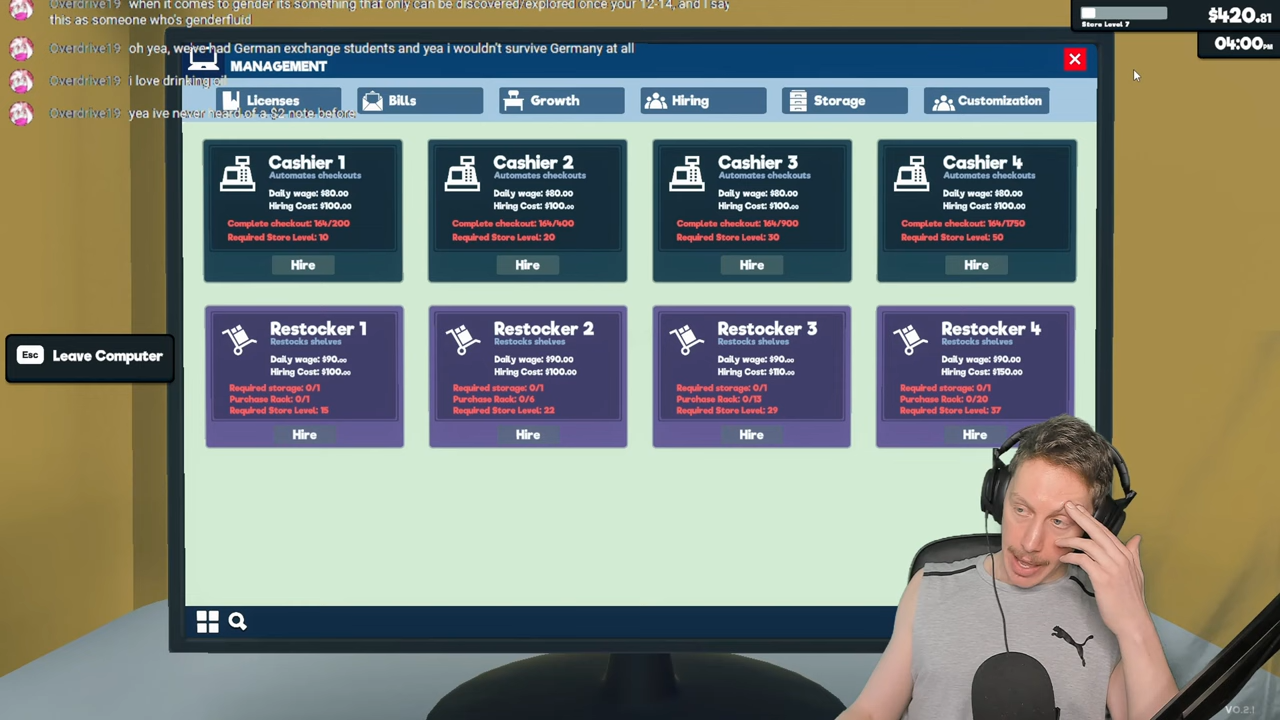 Overdrive19 when it comes to gender its something that only can be discovered/explored once your 12-14, and I say
this as someone who's genderfluid
Overdrive19 oh yea, weive had German exchange students and yea i wouldn't survive Germany at all
Overdrive19 i love drinking oil
Overdrive19 yea ive never heard of a $2 note before
$420.81
Store Level 7
04:00PM
MANAGEMENT
Licenses
Bills
Growth
Hiring
Storage
Customization
Cashier 1
Automates checkouts
Daily wage: $80.00
Hiring Cost: $100.00
Complete checkout: 164/200
Required Store Level: 10
Hire
Cashier 2
Automates checkouts
Daily wage: $80.00
Hiring Cost: $100.00
Complete checkout: 164/400
Required Store Level: 20
Hire
Cashier 3
Automates checkouts
Daily wage: $80.00
Hiring Cost: $100.00
Complete checkout: 164/900
Required Store Level: 30
Hire
Cashier 4
Automates checkouts
Daily wage: $80.00
Hiring Cost: $100.00
Complete checkout: 164/1750
Required Store Level: 50
Hire
Restocker 1
Restocks shelves
Daily wage: $90.00
Hiring Cost: $100.00
Required storage: 0/1
Purchase Rack: 0/1
Required Store Level: 15
Hire
Restocker 2
Restocks shelves
Daily wage: $90.00
Hiring Cost: $100.00
Required storage: 0/1
Purchase Rack: 0/6
Required Store Level: 22
Hire
Restocker 3
Restocks shelves
Daily wage: $90.00
Hiring Cost: $110.00
Required storage: 0/1
Purchase Rack: 0/13
Required Store Level: 29
Hire
Restocker 4
Restocks shelves
Daily wage: $90.00
Hiring Cost: $150.00
Required storage: 0/1
Purchase Rack: 0/20
Required Store Level: 37
Hire
Esc Leave Computer
V0.2.1